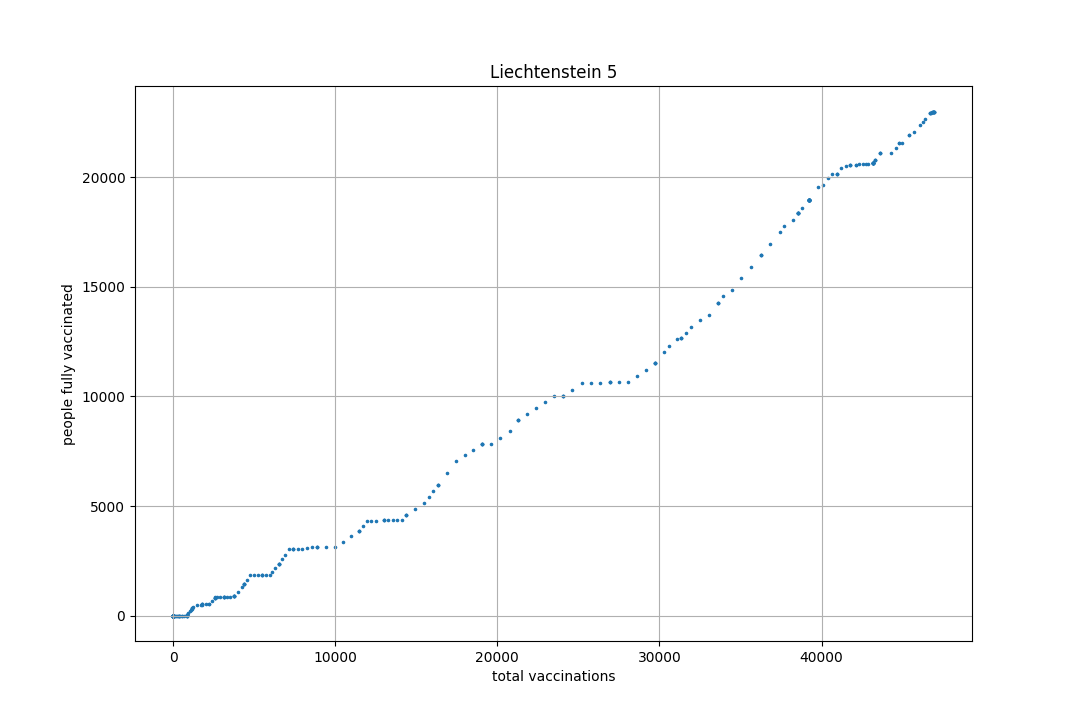 Liechtenstein 5
people fully vaccinated
20000
15000
10000
5000
0
0 10000 20000 30000 40000
total vaccinations